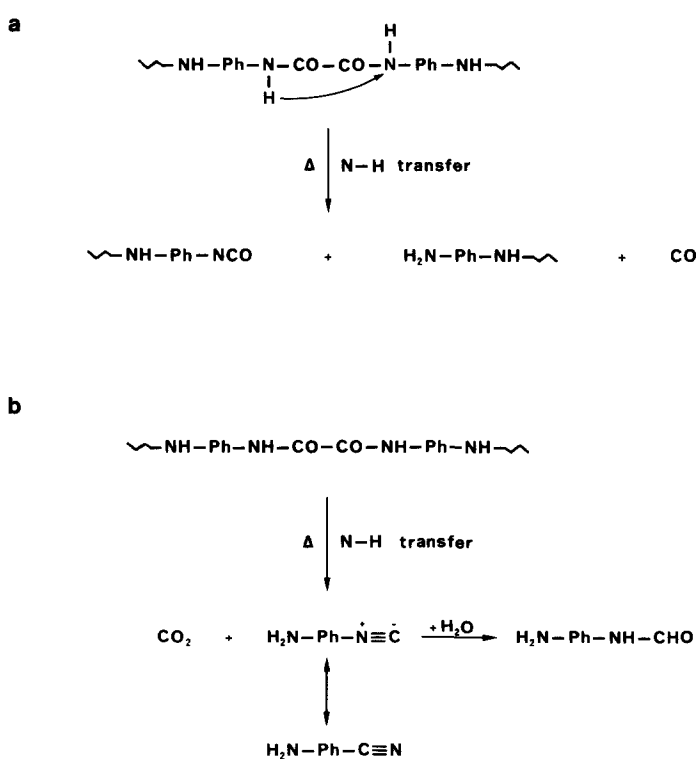 a
H
NH—Ph—N—CO—CO—N—Ph—NH
H
Δ N—H transfer
NH—Ph—NCO + H₂N—Ph—NH + CO
b
NH—Ph—NH—CO—CO—NH—Ph—NH
Δ N—H transfer
CO₂ + H₂N—Ph—N⁺≡C⁻ +H₂O H₂N—Ph—NH—CHO
H₂N—Ph—C≡N